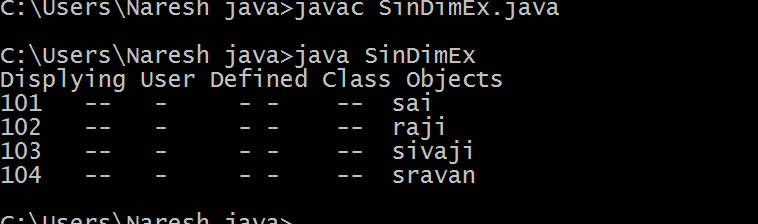 C:\Users\Naresh java>javac SinDimEx.java
C:\Users\Naresh java>java SinDimEx
Displying User Defined Class Objects
101   --   -     - -    --  sai
102   --   -     - -    --  raji
103   --   -     - -    --  sivaji
104   --   -     - -    --  sravan
C:\Users\Naresh java>